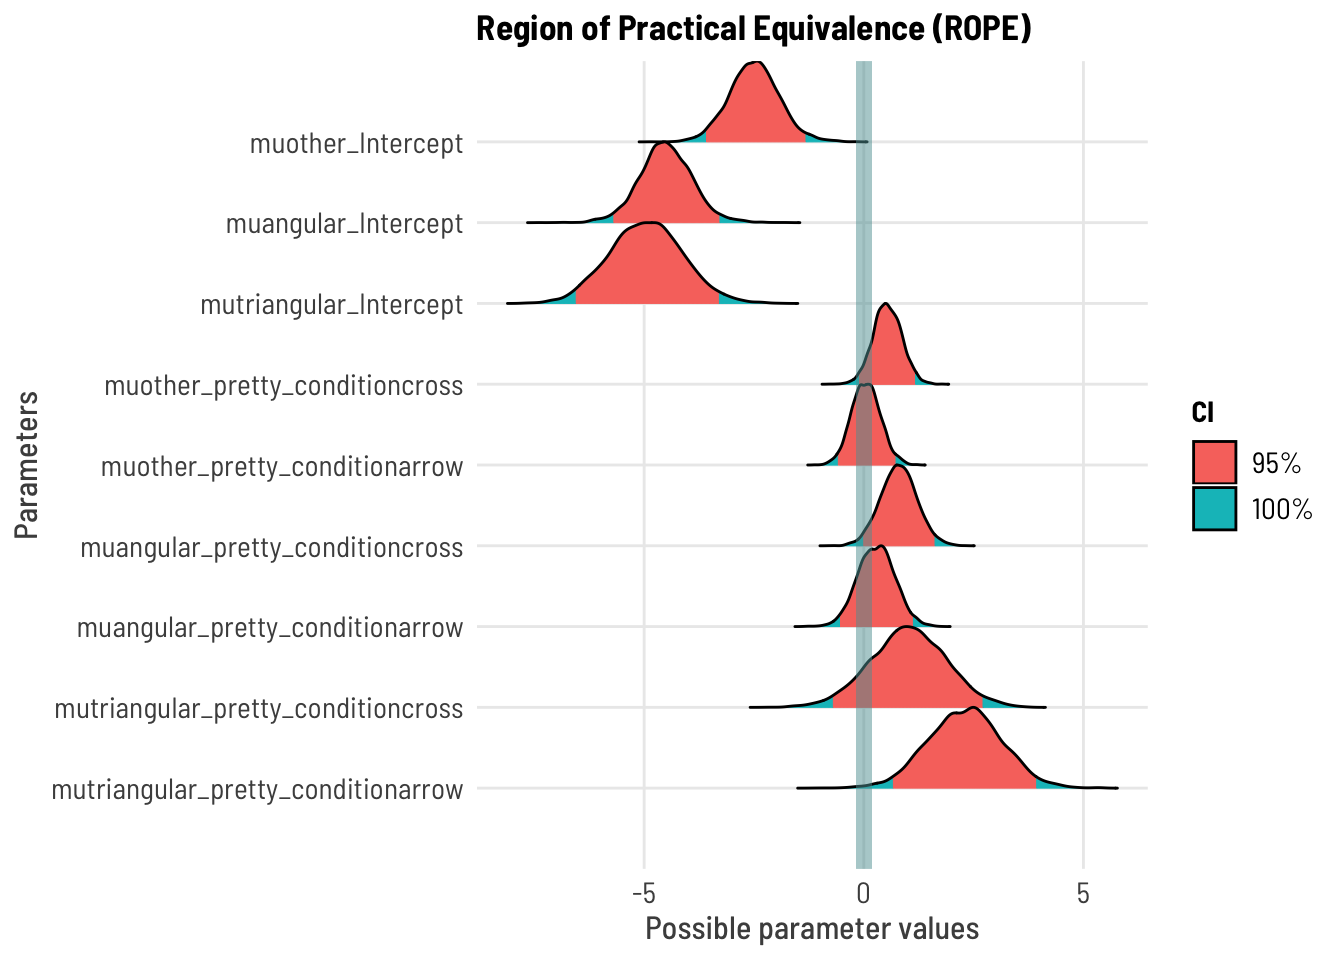 Region of Practical Equivalence (ROPE)
muother_Intercept
muangular_Intercept
mutriangular_Intercept
muother_pretty_conditioncross
muother_pretty_conditionarrow
muangular_pretty_conditioncross
muangular_pretty_conditionarrow
mutriangular_pretty_conditioncross
mutriangular_pretty_conditionarrow
Parameters
-5 0 5
Possible parameter values
CI
95%
100%